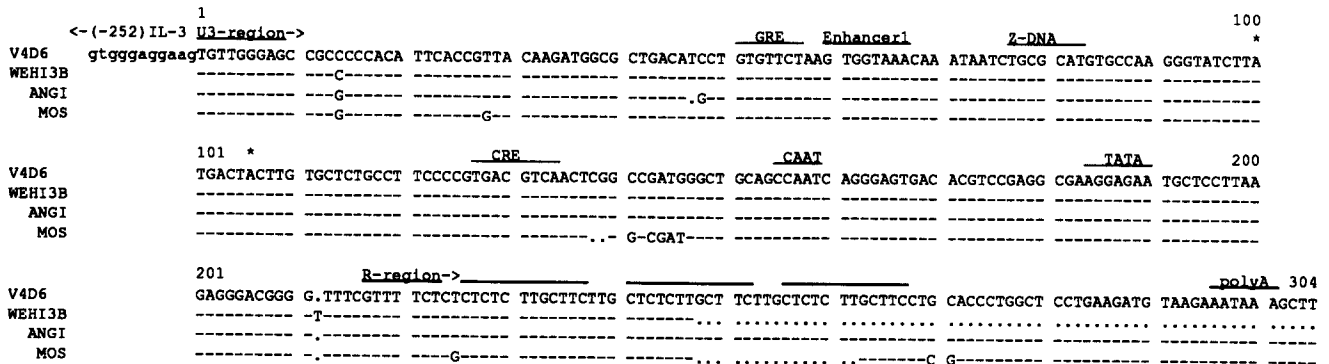 1 100
<-(-252)IL-3 U3-region-> GRE Enhancer1 Z-DNA *
V4D6 gtgggaggaagTGTTGGGAGC CGCCCCCACA TTCACCGTTA CAAGATGGCG CTGACATCCT GTGTTCTAAG TGGTAAACAA ATAATCTGCG CATGTGCCAA GGGTATCTTA
WEHI3B ---------- ---C------ ---------- ---------- ---------- ---------- ---------- ---------- ---------- ----------
ANGI ---------- ---G------ ---------- ---------- ------.G-- ---------- ---------- ---------- ---------- ----------
MOS ---------- ---G------ -------G-- ---------- ---------- ---------- ---------- ---------- ---------- ----------
101 * CRE CAAT TATA 200
V4D6 TGACTACTTG TGCTCTGCCT TCCCCGTGAC GTCAACTCGG CCGATGGGCT GCAGCCAATC AGGGAGTGAC ACGTCCGAGG CGAAGGAGAA TGCTCCTTAA
WEHI3B ---------- ---------- ---------- ---------- ---------- ---------- ---------- ---------- ---------- ----------
ANGI ---------- ---------- ---------- ---------- ---------- ---------- ---------- ---------- ---------- ----------
MOS ---------- ---------- ---------- -------..- G-CGAT---- ---------- ---------- ---------- ---------- ----------
201 R-region-> polyA 304
V4D6 GAGGGACGGG G.TTTCGTTT TCTCTCTCTC TTGCTTCTTG CTCTCTTGCT TCTTGCTCTC TTGCTTCCTG CACCCTGGCT CCTGAAGATG TAAGAAATAA AGCTT
WEHI3B ---------- -T-------- ---------- ---------- -------... .......... .......... .......... .......... .......... .....
ANGI ---------- -.-------- ---------- ---------- ---------- ---------- ---------- ---------- ---------- ---------- -----
MOS ---------- -.-------- ----G----- ---------- -------... .......... ..-------C G--------- ---------- ---------- -----